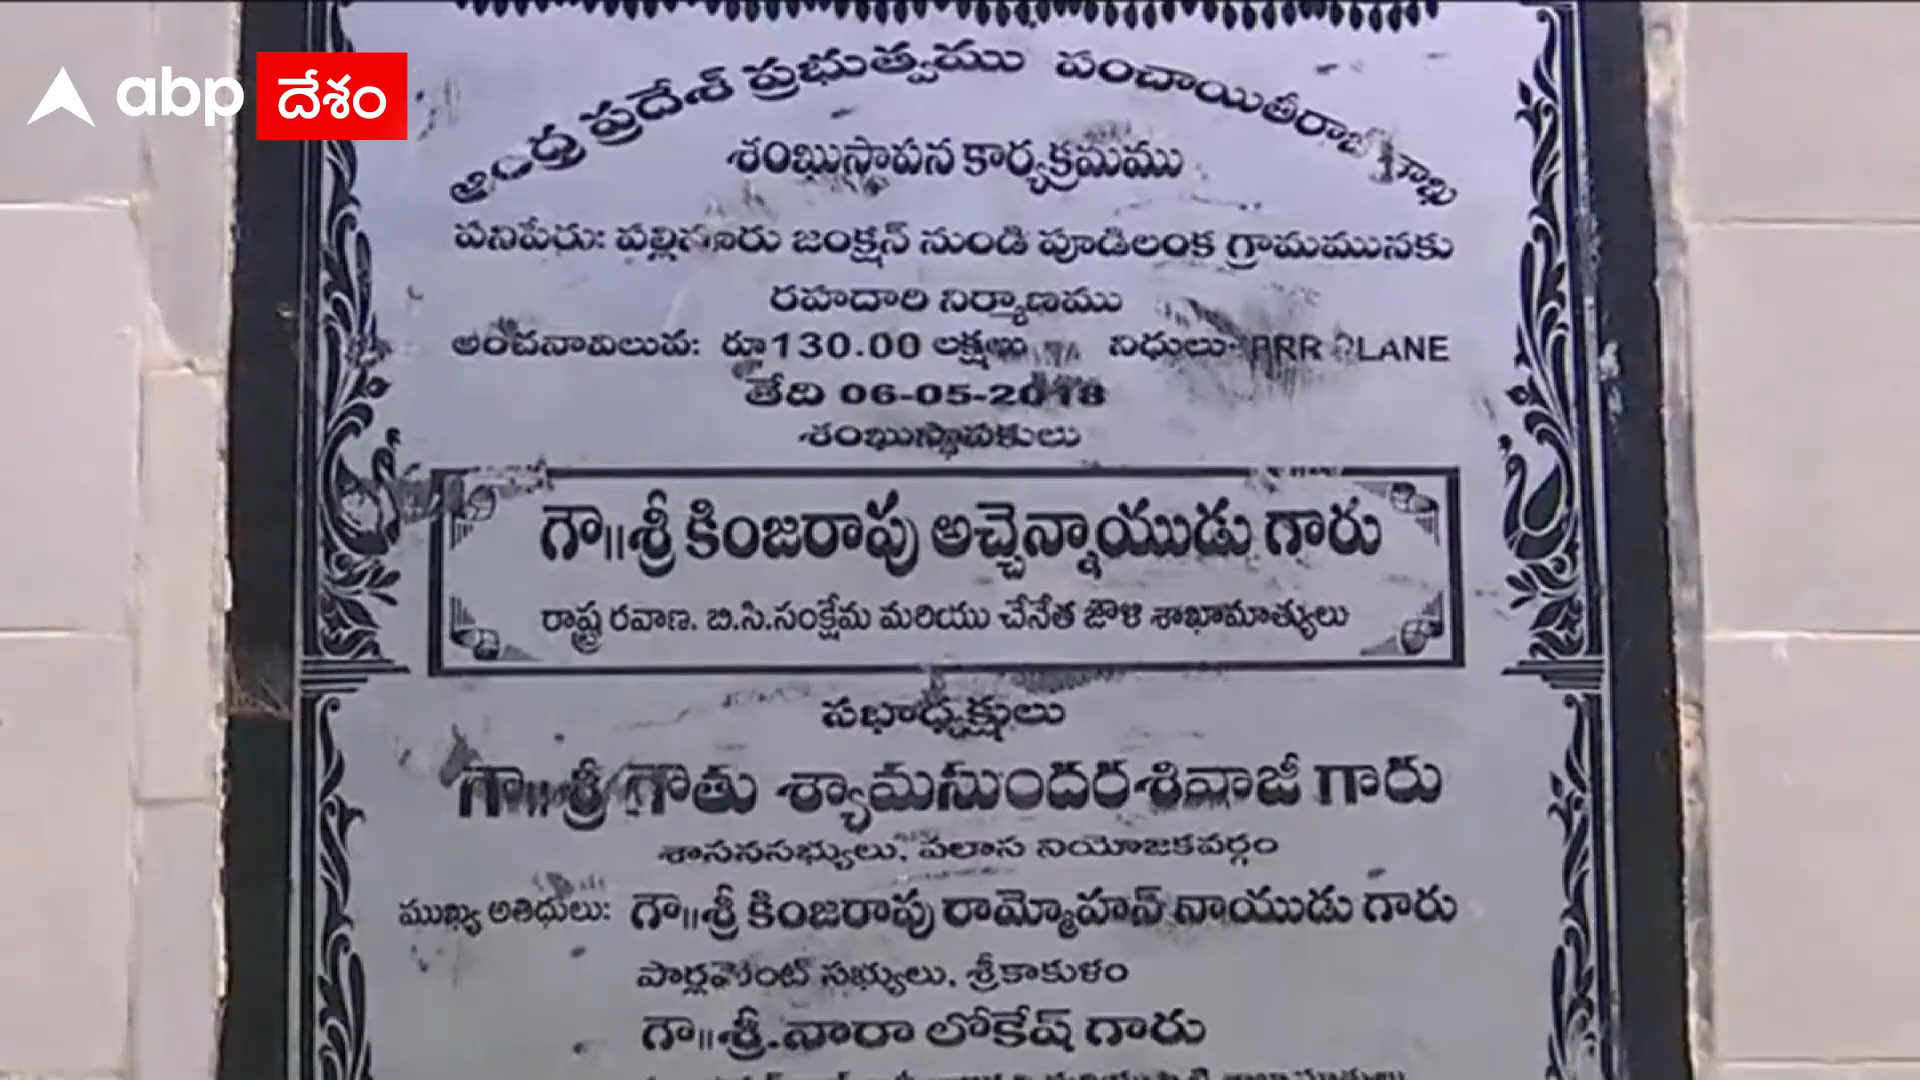 abp దేశం
ఆంధ్ర ప్రదేశ్ ప్రభుత్వము పంచాయితీరాజ్ శాఖ
శంఖుస్థాపన కార్యక్రమము
పనిపేరు: పల్లిసూరు జంక్షన్ నుండి పూడిలంక గ్రామమునకు
రహదారి నిర్మాణము
అంచనావిలువ: రూ130.00 లక్షలు నిధులు: RRR PLANE
తేది 06-05-2018
శంఖుస్థాపకులు
గౌ॥శ్రీ కింజరాపు అచ్చెన్నాయుడు గారు
రాష్ట్ర రవాణ. బి.సి.సంక్షేమ మరియు చేనేత జౌళి శాఖామాత్యులు
సభాధ్యక్షులు
గౌ॥శ్రీ గౌతు శ్యామసుందరశివాజీ గారు
శాసనసభ్యులు, పలాస నియోజకవర్గం
ముఖ్య అతిధులు: గౌ॥శ్రీ కింజరాపు రామ్మోహన్ నాయుడు గారు
పార్లమెంట్ సభ్యులు, శ్రీకాకుళం
గౌ॥శ్రీ.నారా లోకేష్ గారు